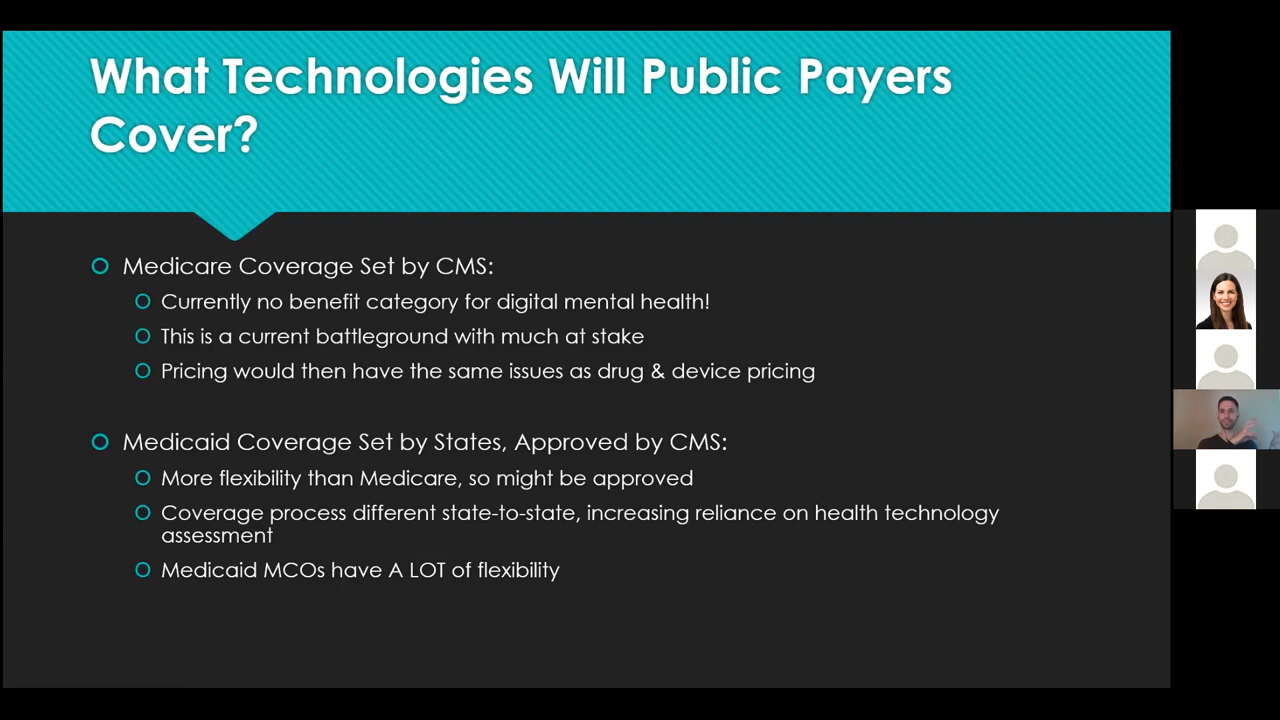 What Technologies Will Public Payers
Cover?
Medicare Coverage Set by CMS:
Currently no benefit category for digital mental health!
This is a current battleground with much at stake
Pricing would then have the same issues as drug & device pricing
Medicaid Coverage Set by States, Approved by CMS:
More flexibility than Medicare, so might be approved
Coverage process different state-to-state, increasing reliance on health technology
assessment
Medicaid MCOs have A LOT of flexibility